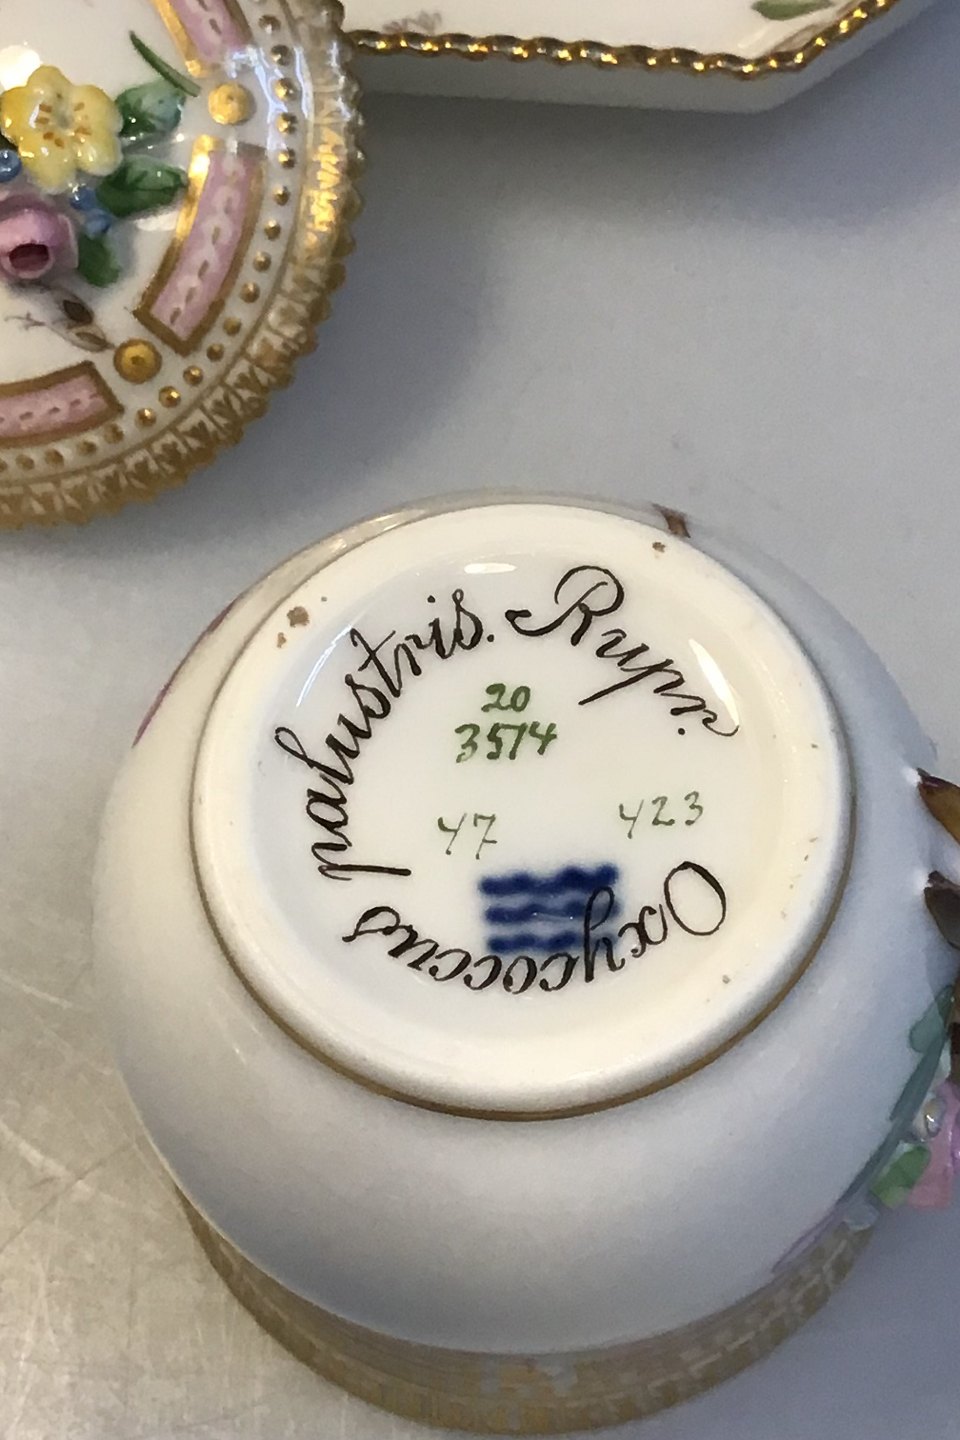 Oxycoccus palustris. Rupr.
20
3574
47 423